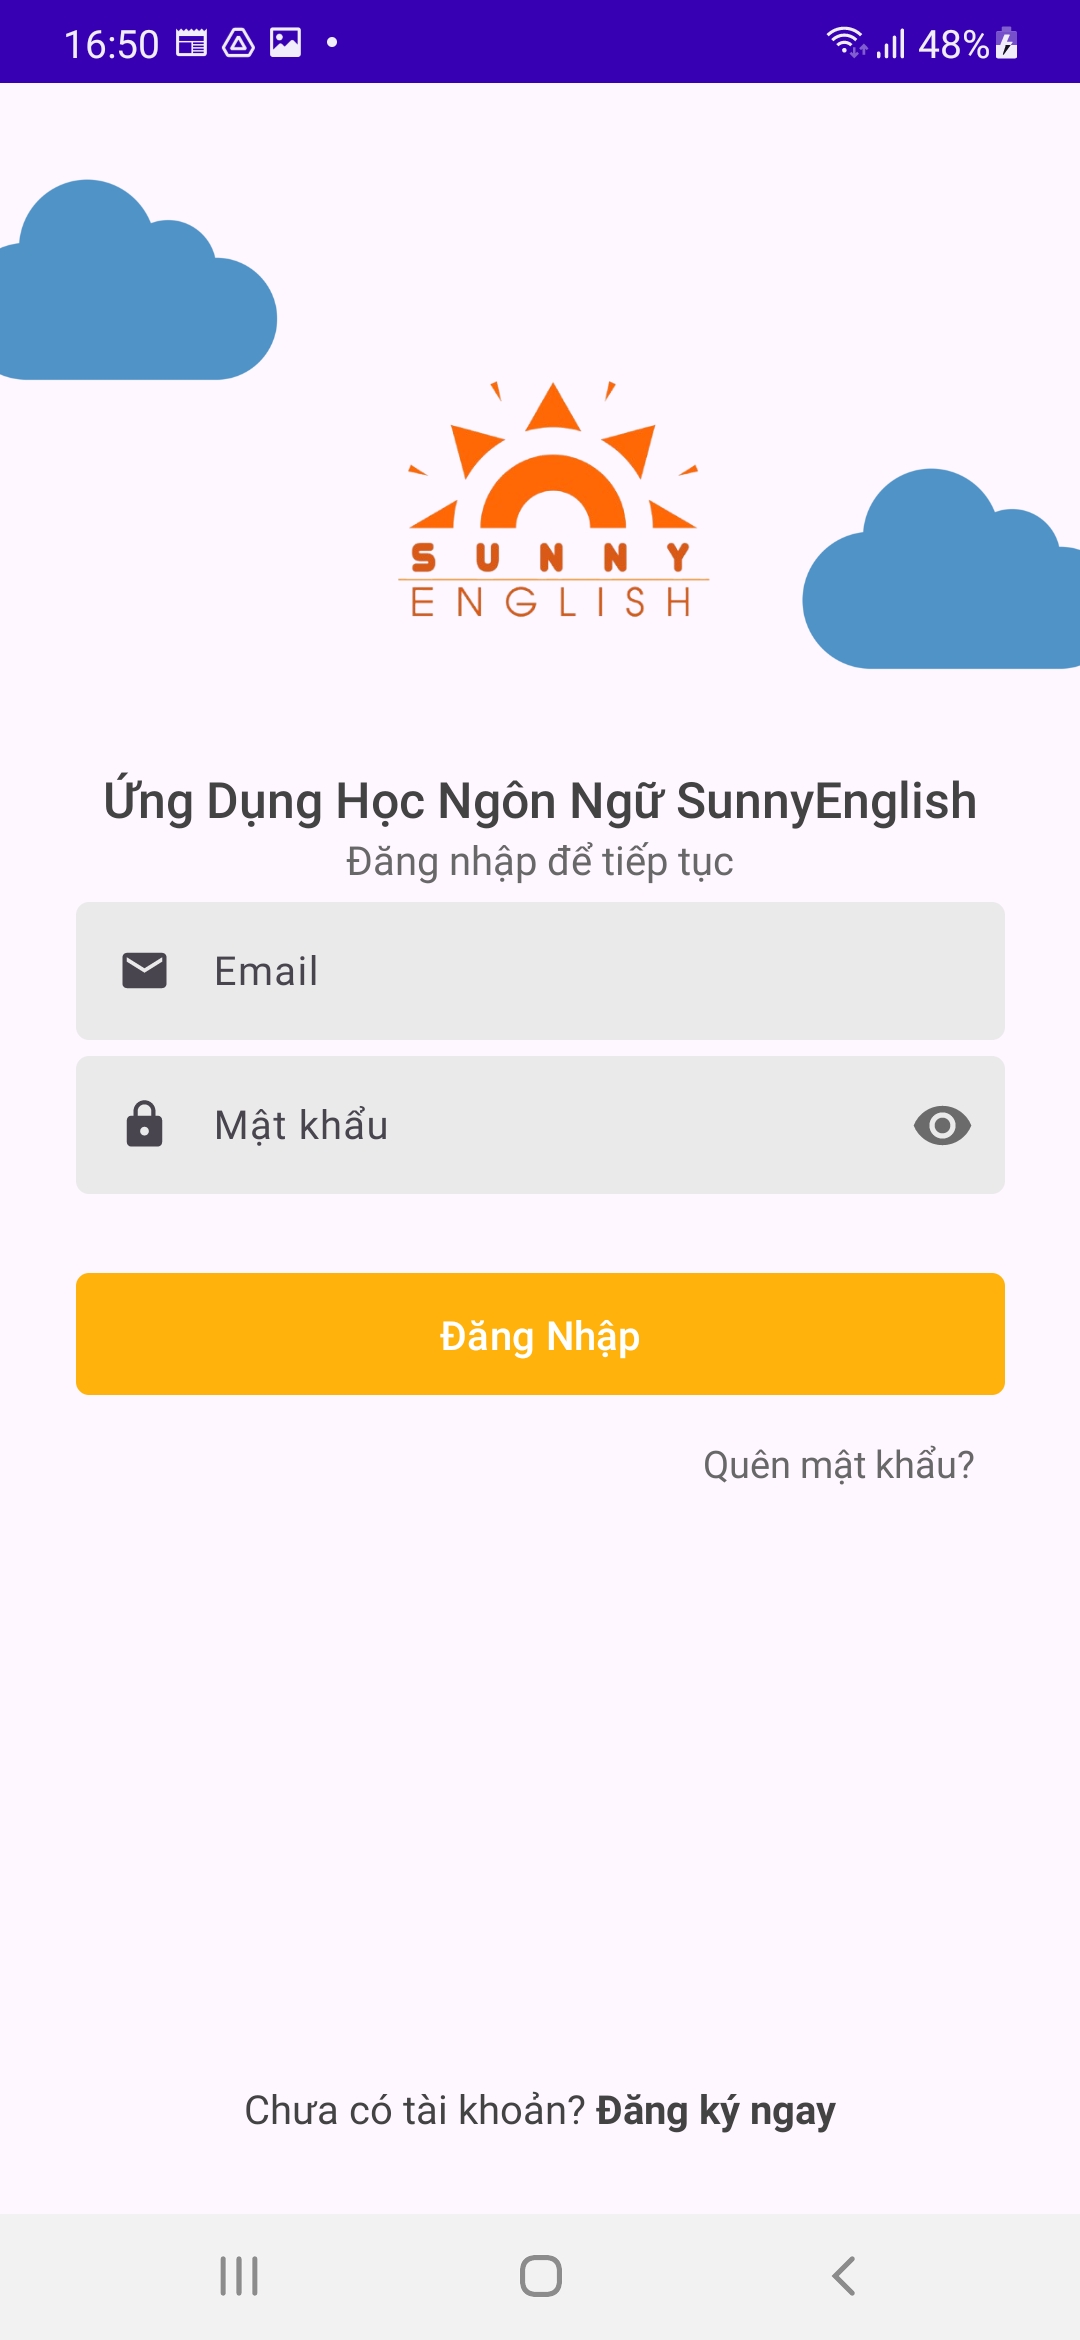 16:50
48%
SUNNY
ENGLISH
Ứng Dụng Học Ngôn Ngữ SunnyEnglish
Đăng nhập để tiếp tục
Email
Mật khẩu
Đăng Nhập
Quên mật khẩu?
Chưa có tài khoản? Đăng ký ngay